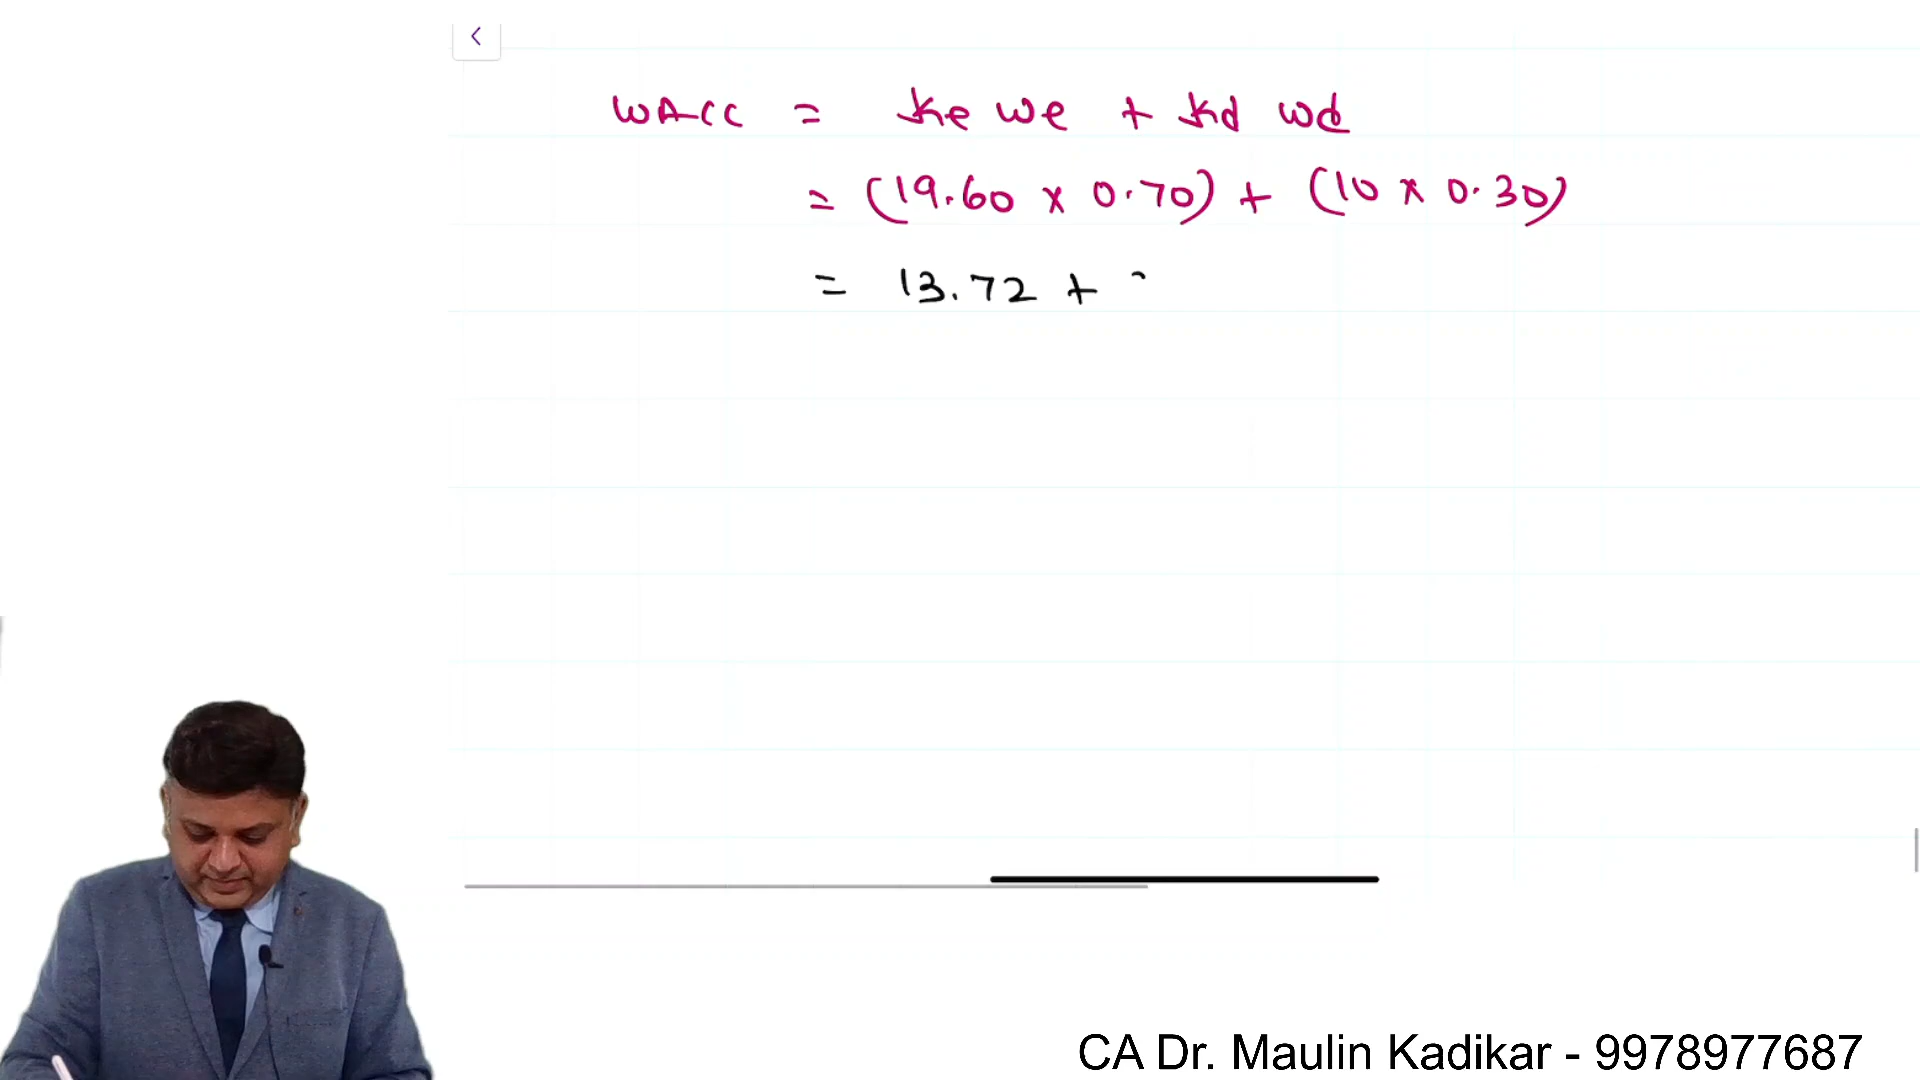 WACC = Ke We + Kd Wd
= (19.60 x 0.70) + (10 x 0.30)
= 13.72 +
CA Dr. Maulin Kadikar - 9978977687